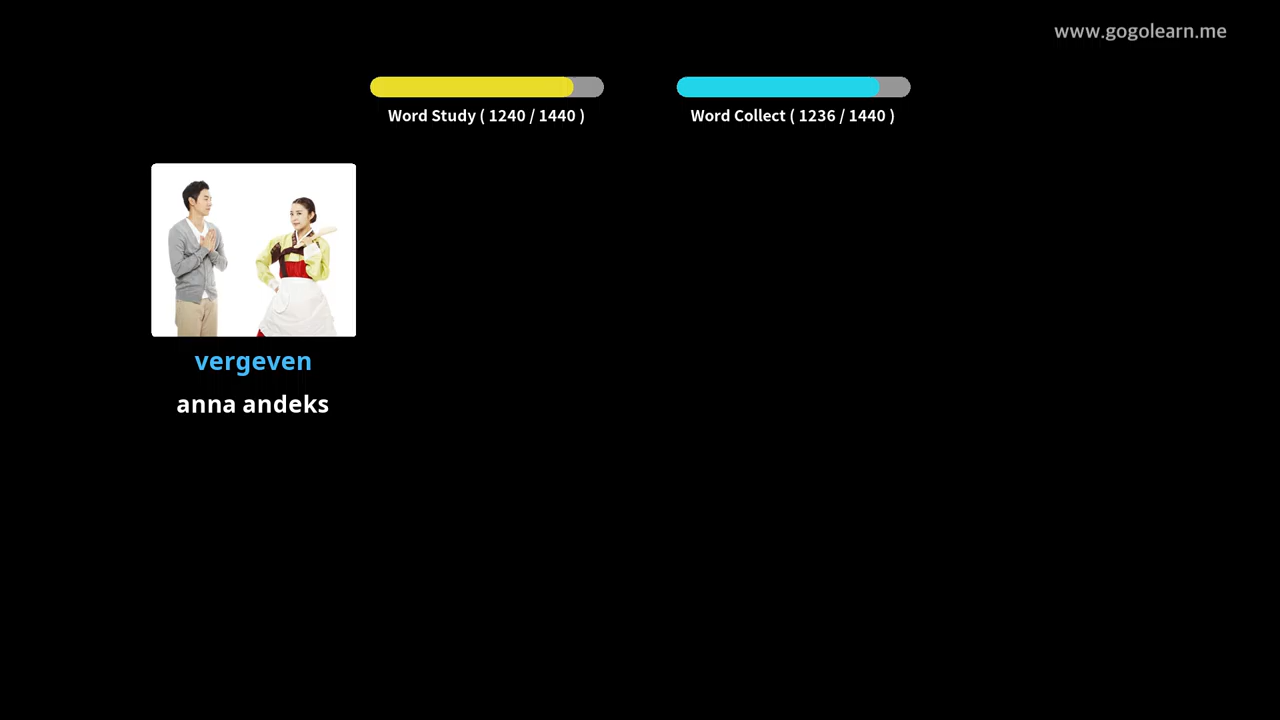 www.gogolearn.me
Word Study ( 1240 / 1440 )
Word Collect ( 1236 / 1440 )
vergeven
anna andeks